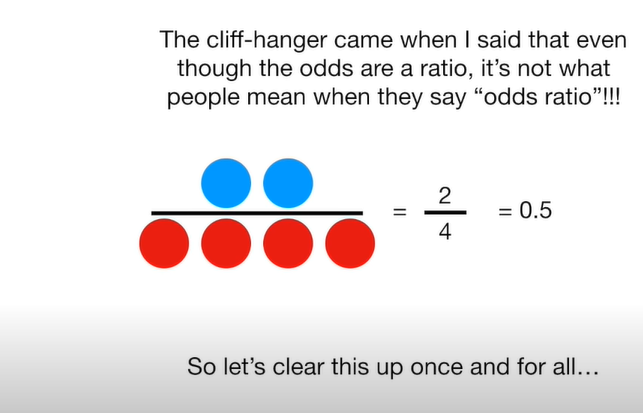 The cliff-hanger came when I said that even
though the odds are a ratio, it’s not what
people mean when they say “odds ratio”!!!
= 2/4 = 0.5
So let’s clear this up once and for all…